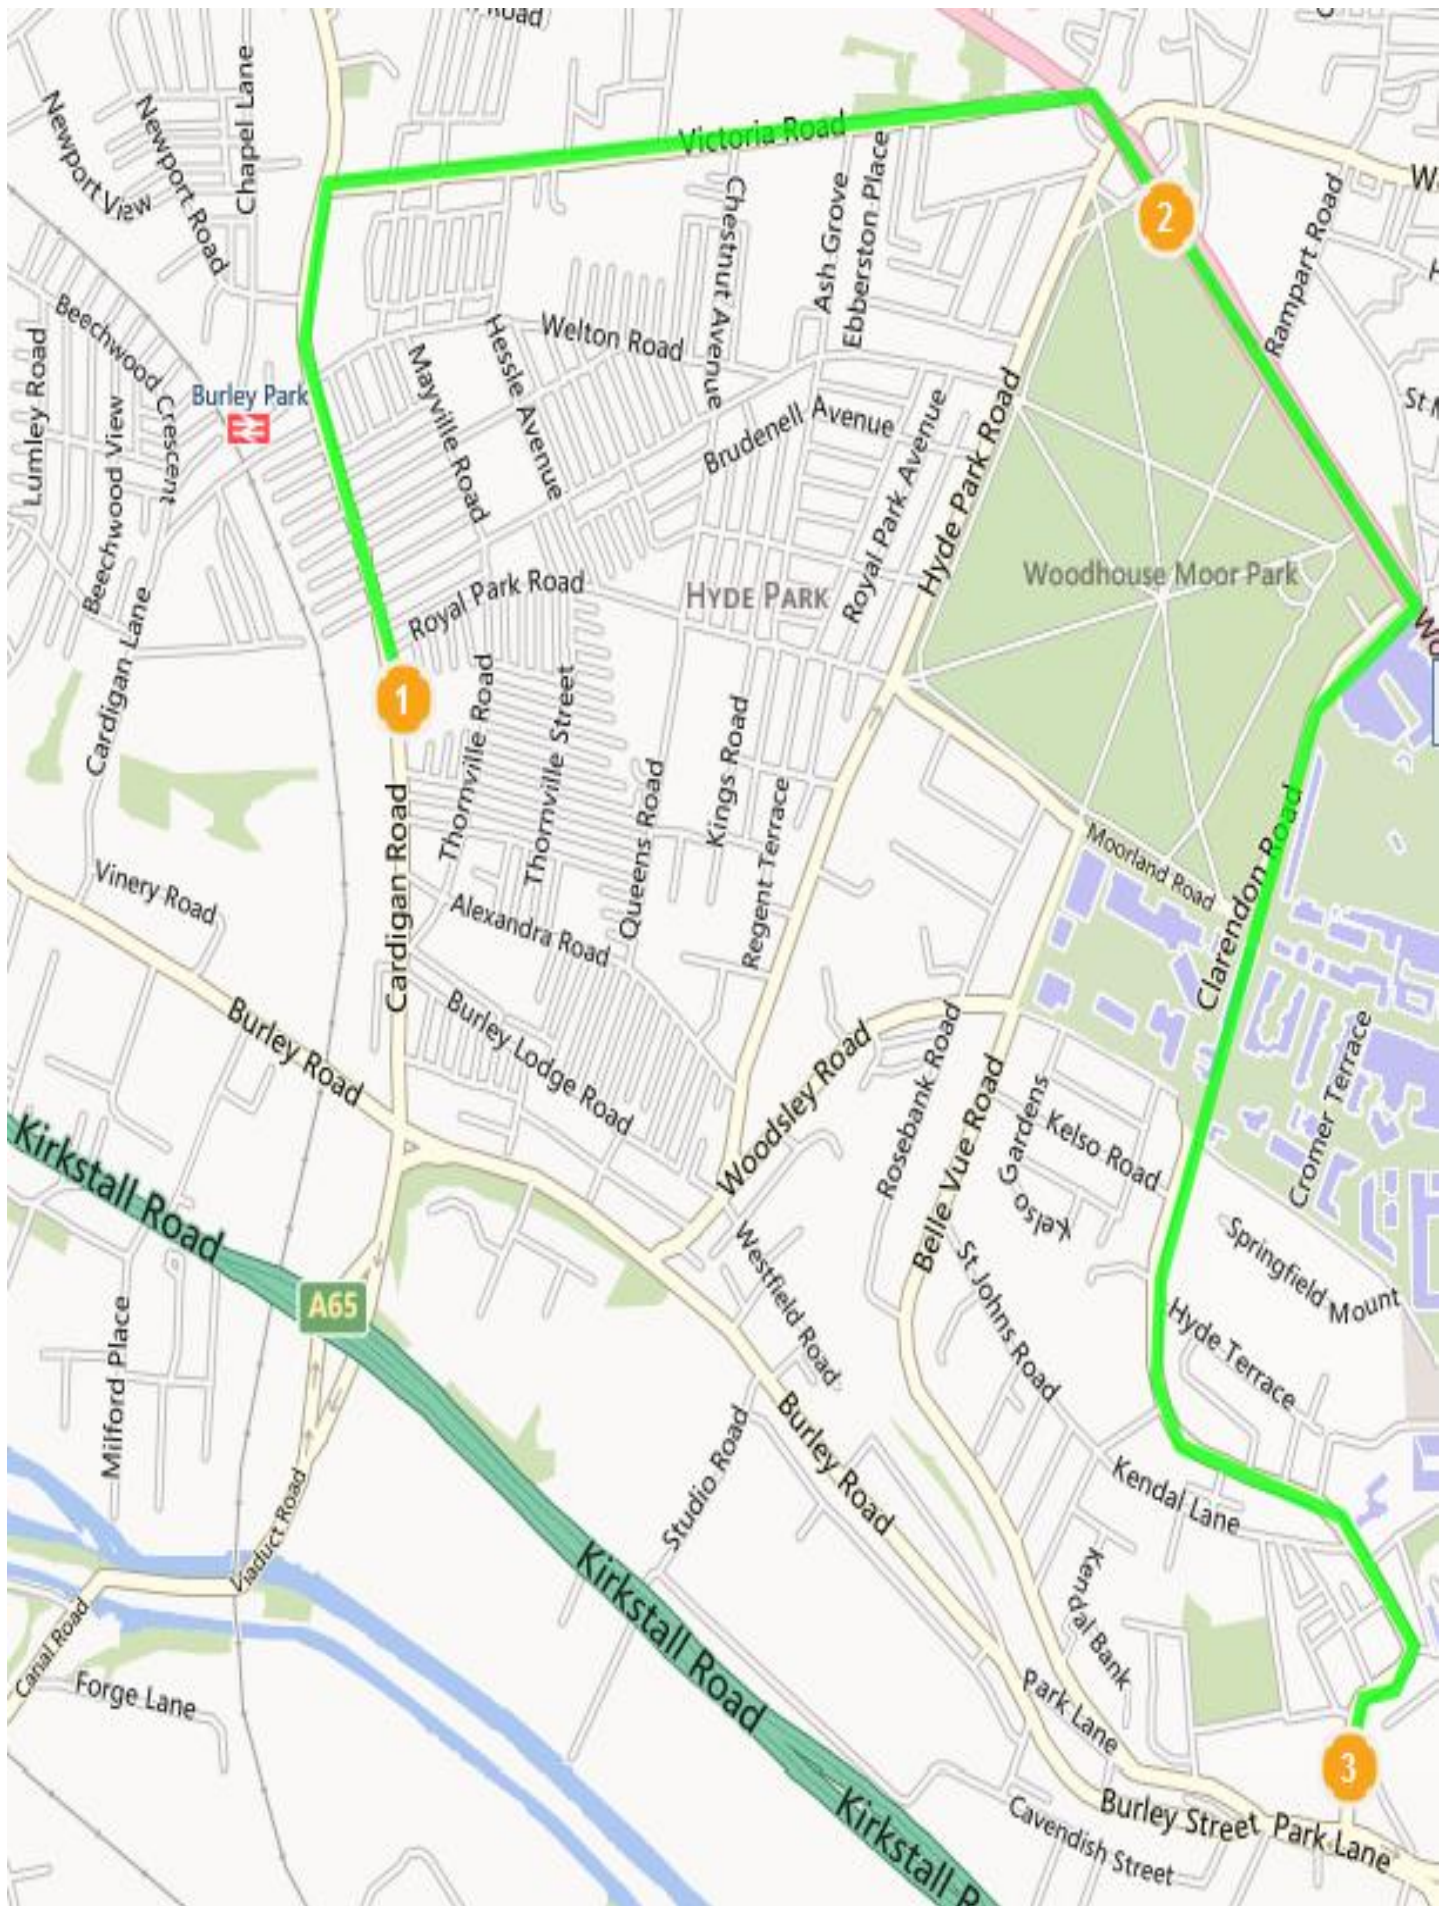 Road
Newport View
Newport Road
Chapel Lane
Victoria Road
2
Rampart Road
Chestnut Avenue
Ash Grove
Ebberston Place
Beechwood Crescent
Lumley Road
Beechwood View
Burley Park
Welton Road
Hessle Avenue
Mayville Road
Brudenell Avenue
Royal Park Avenue
Hyde Park Road
Woodhouse Moor Park
HYDE PARK
Royal Park Road
Cardigan Lane
1
Thornville Road
Thornville Street
Queens Road
Kings Road
Regent Terrace
Cardigan Road
Moorland Road
Clarendon Road
Vinery Road
Alexandra Road
Burley Road
Burley Lodge Road
Woodsley Road
Rosebank Road
Belle Vue Road
Kelso Gardens
Kelso Road
Cromer Terrace
Kirkstall Road
Springfield Mount
A65
Westfield Road
St Johns Road
Hyde Terrace
Milford Place
Studio Road
Burley Road
Kendal Lane
Viaduct Road
Kirkstall Road
Kendal Bank
Canal Road
Forge Lane
Park Lane
3
Kirkstall R
Burley Street
Park Lane
Cavendish Street